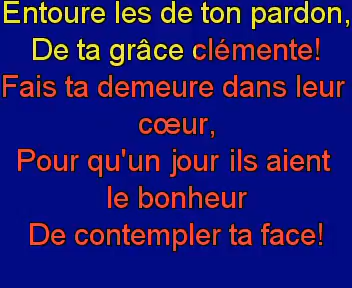 Entoure les de ton pardon,
De ta grâce clémente!
Fais ta demeure dans leur
cœur,
Pour qu'un jour ils aient
le bonheur
De contempler ta face!